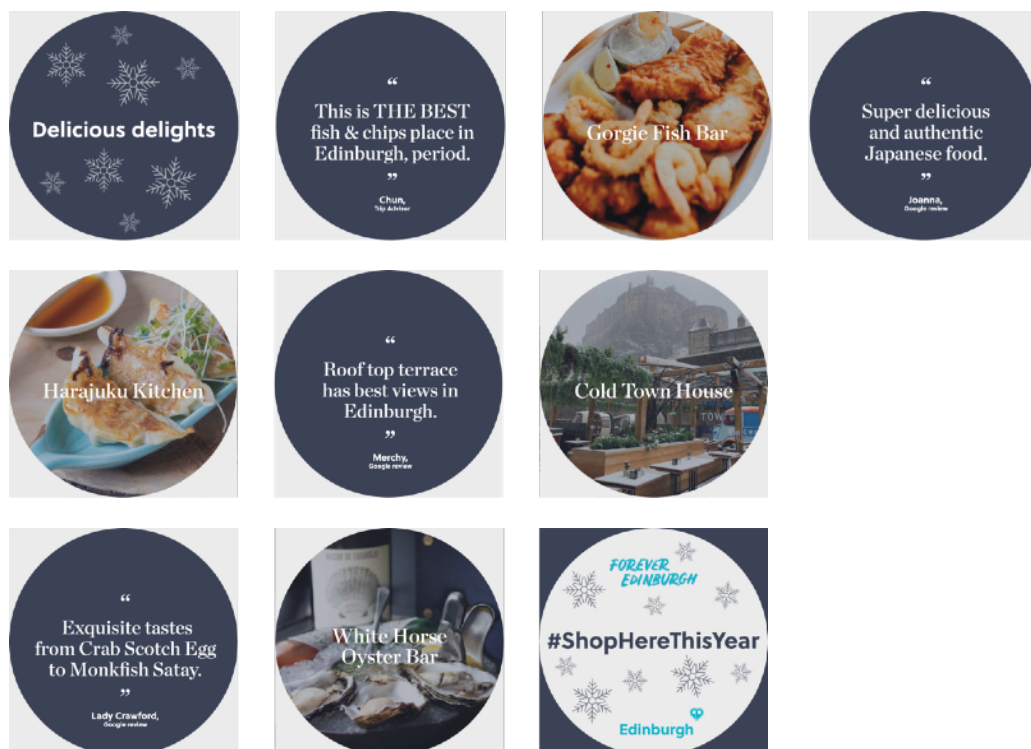 Delicious delights
“
This is THE BEST
fish & chips place in
Edinburgh, period.
”
Chun,
Trip Advisor
Gorgie Fish Bar
“
Super delicious
and authentic
Japanese food.
”
Joanna,
Google review
Harajuku Kitchen
“
Roof top terrace
has best views in
Edinburgh.
”
Merchy,
Google review
Cold Town House
TOW
“
Exquisite tastes
from Crab Scotch Egg
to Monkfish Satay.
”
Lady Crawford,
Google review
White Horse
Oyster Bar
FOREVER
EDINBURGH
#ShopHereThisYear
Edinburgh